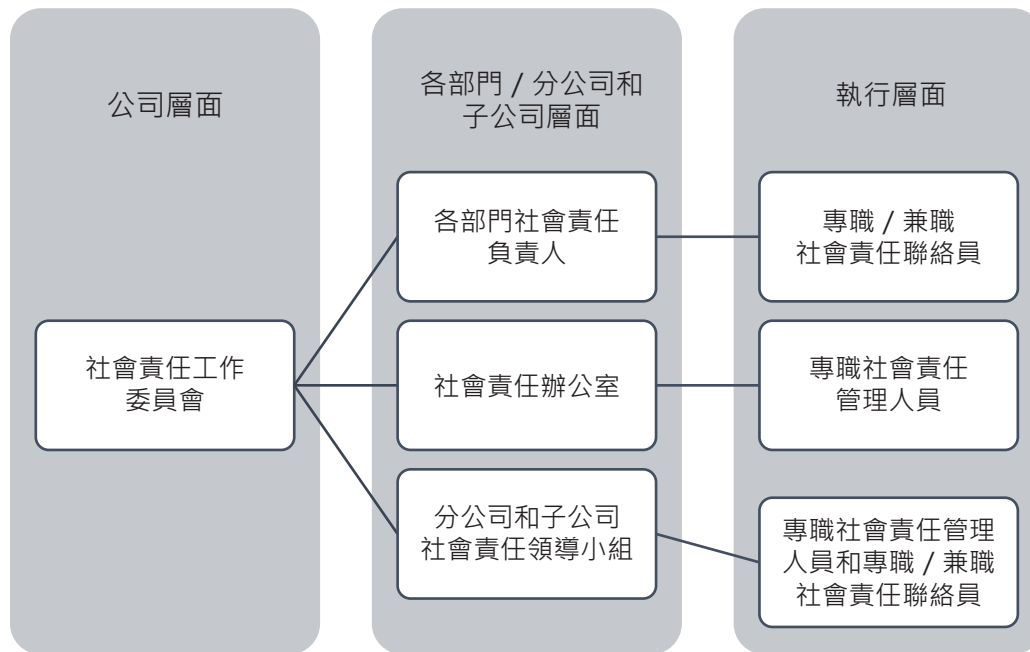 公司層面
社會責任工作
委員會
各部門 / 分公司和
子公司層面
各部門社會責任
負責人
社會責任辦公室
分公司和子公司
社會責任領導小組
執行層面
專職 / 兼職
社會責任聯絡員
專職社會責任
管理人員
專職社會責任管理
人員和專職 / 兼職
社會責任聯絡員